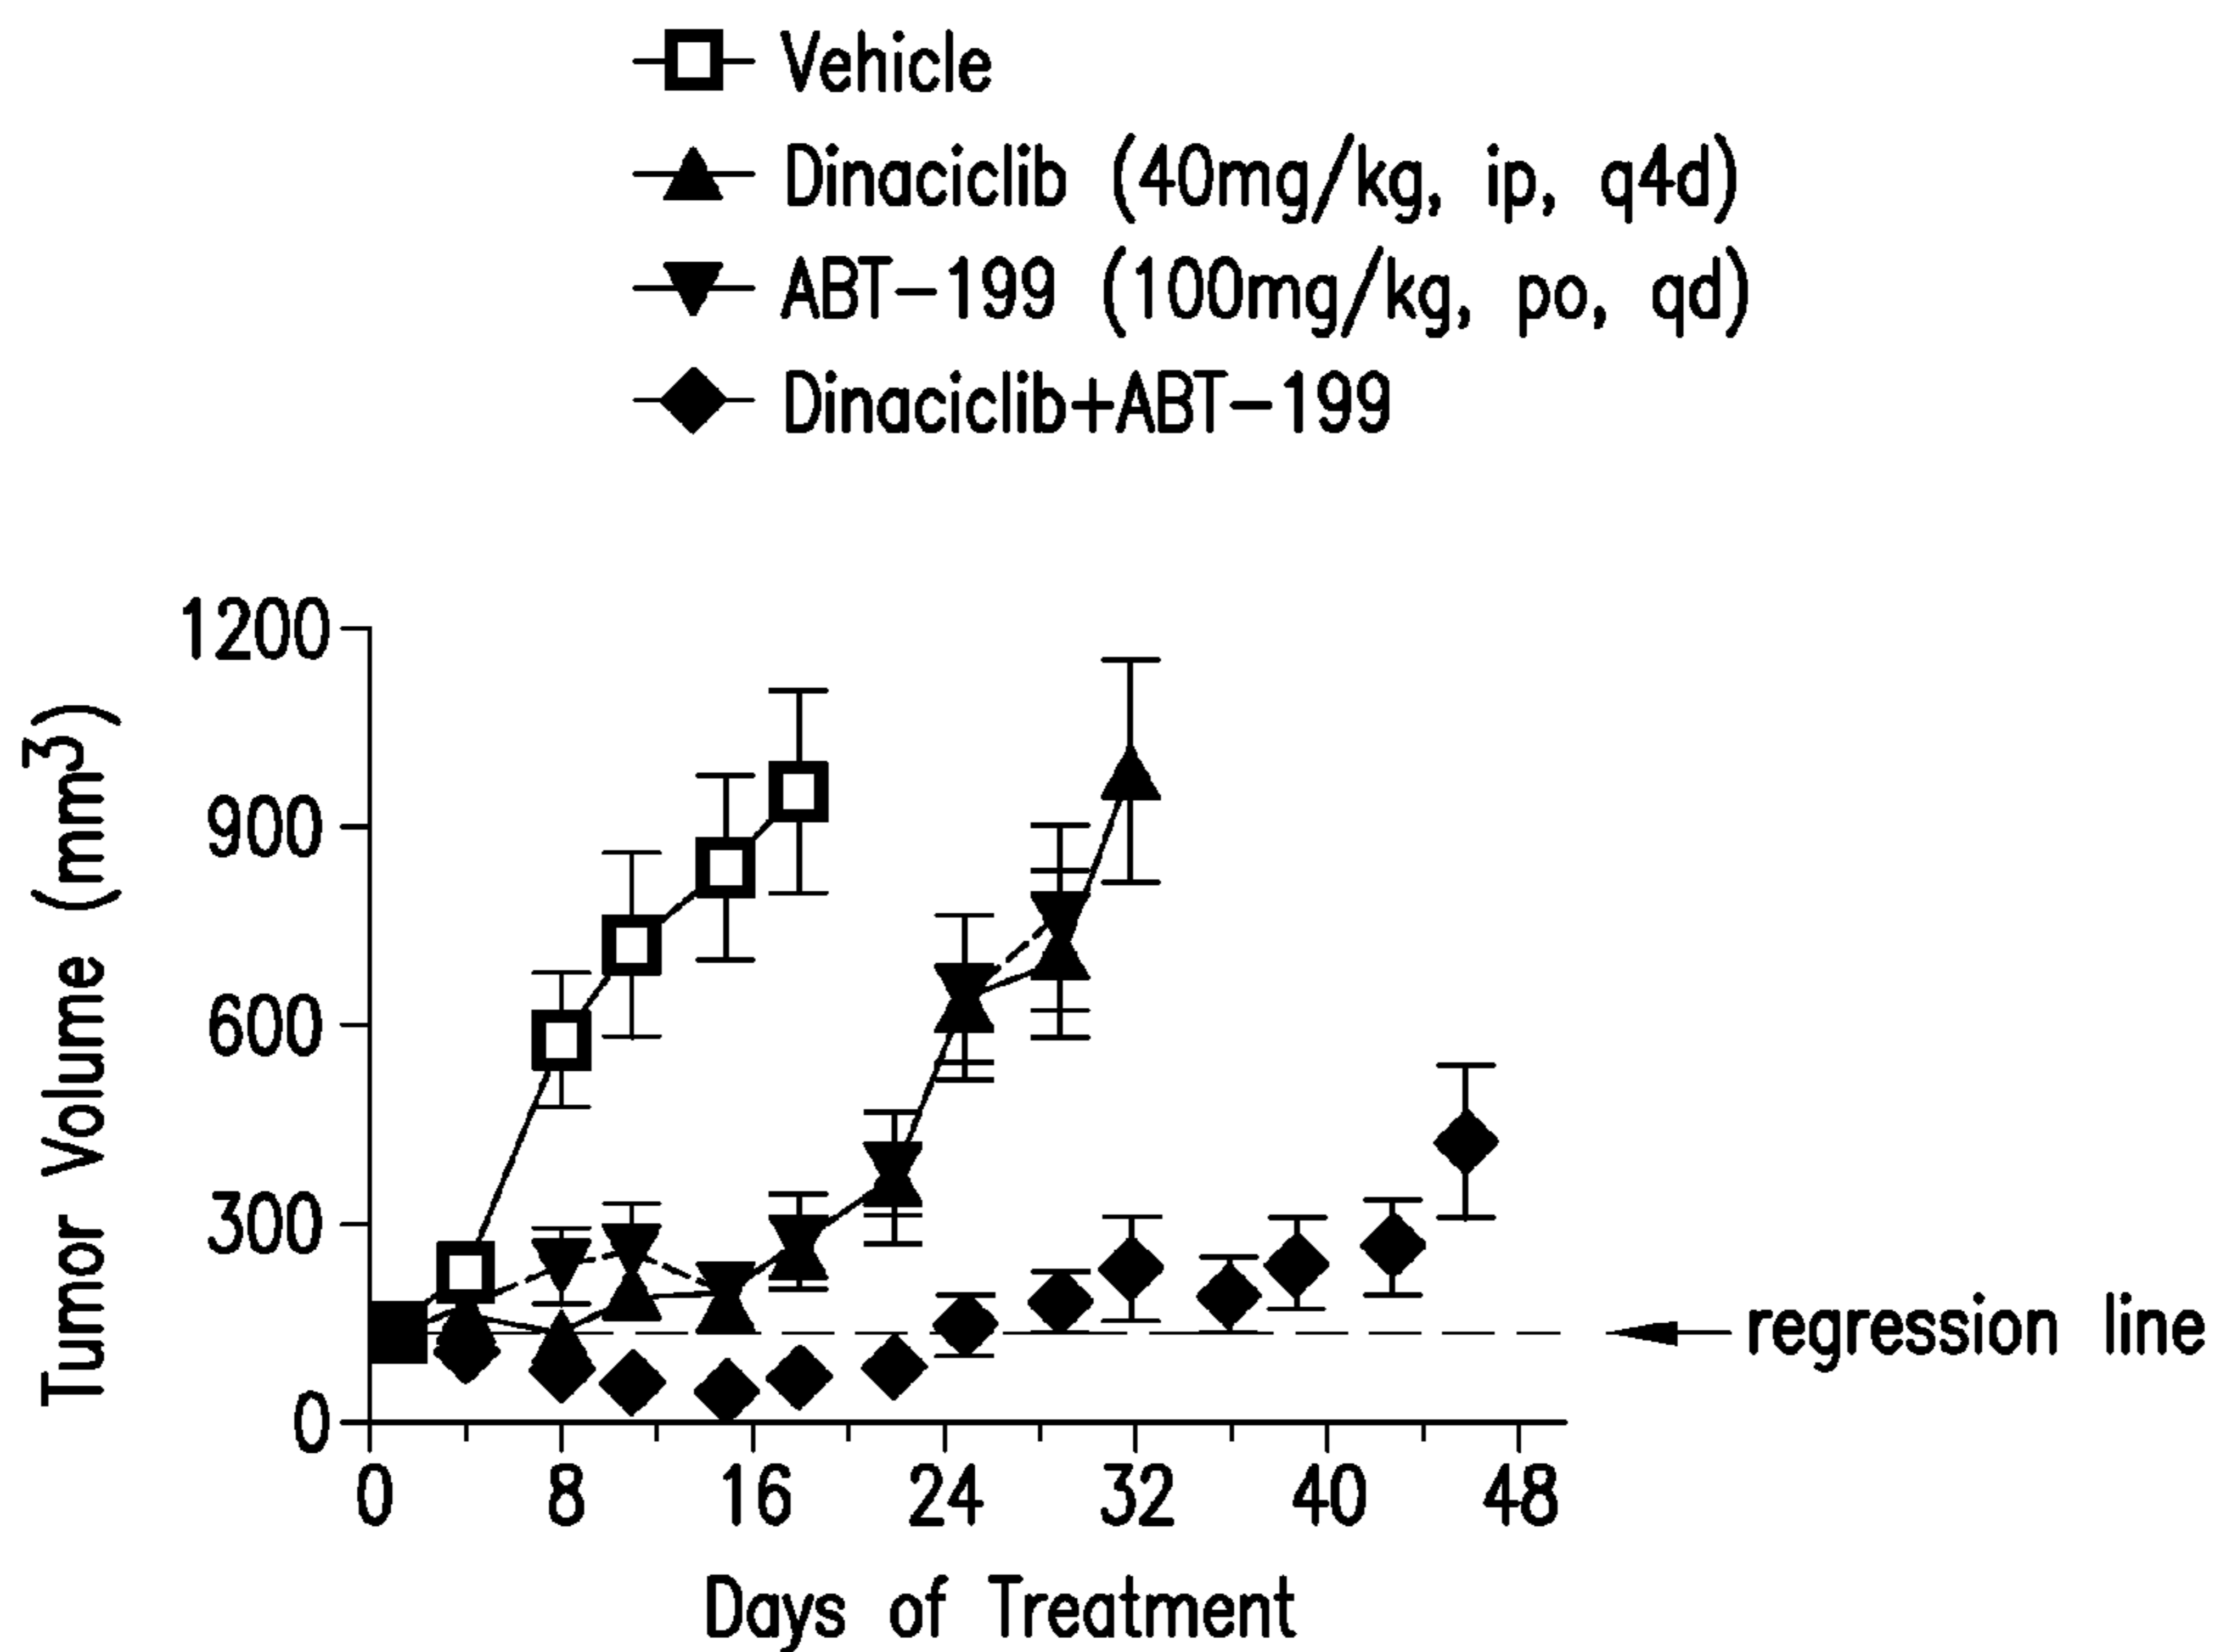 Vehicle
Dinaciclib (40mg/kg, ip, q4d)
ABT-199 (100mg/kg, po, qd)
Dinaciclib+ABT-199
Tumor Volume (mm³)
1200
900
600
300
0
regression line
0 8 16 24 32 40 48
Days of Treatment